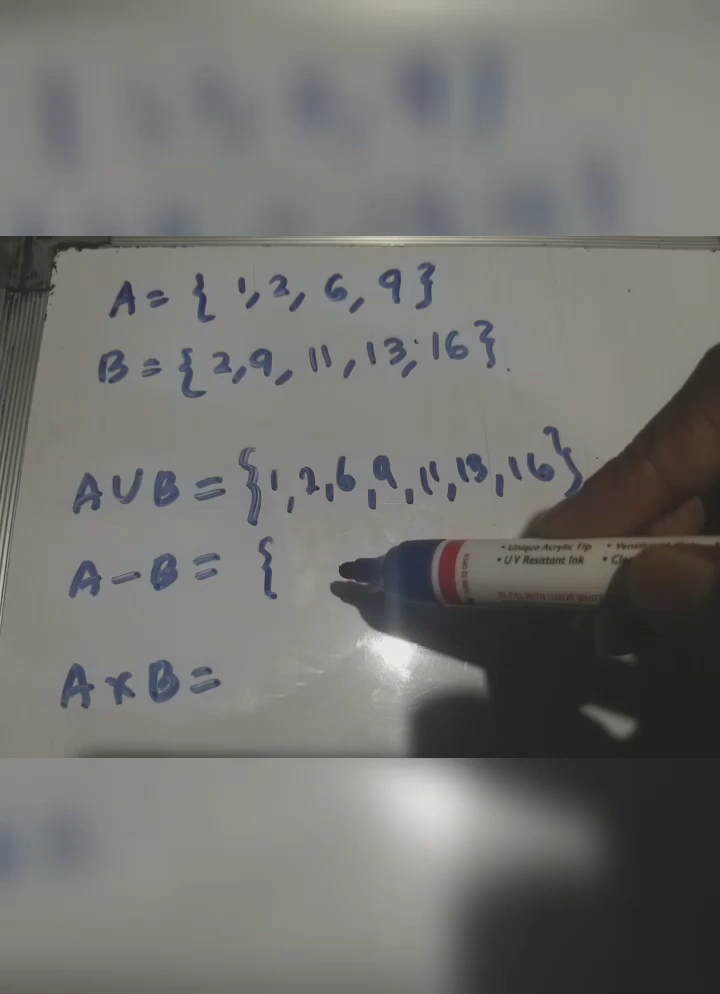 A = { 1, 2, 6, 9 }
B = { 2, 9, 11, 13, 16 }.
A ∪ B = { 1, 2, 6, 9, 11, 13, 16 }
A - B = {
• Unique Acrylic Tip
• UV Resistant Ink
A × B =